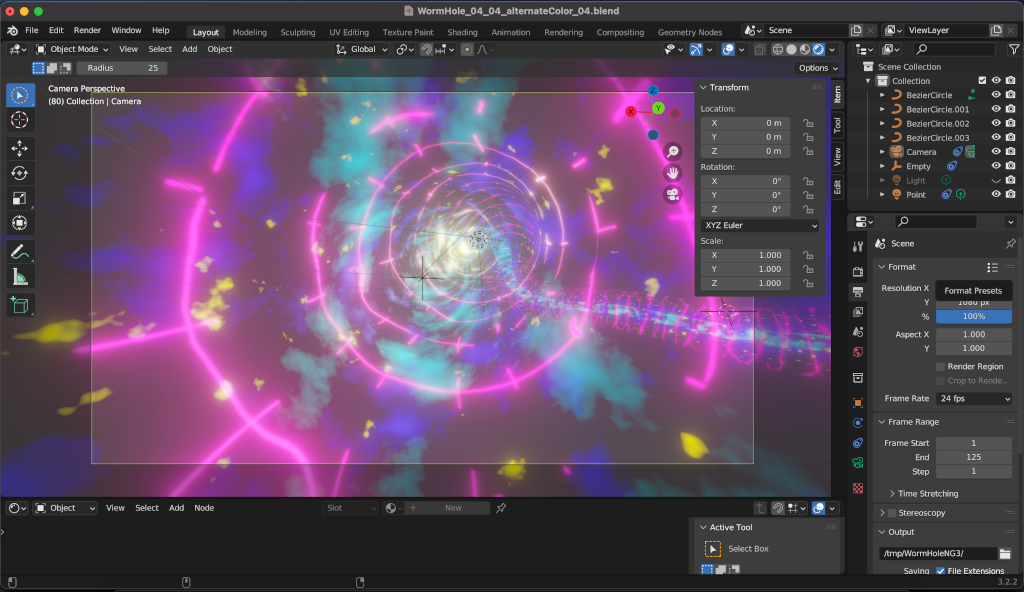 WormHole_04_04_alternateColor_04.blend
File Edit Render Window Help Layout Modeling Sculpting UV Editing Texture Paint Shading Animation Rendering Compositing Geometry Nodes Scene ViewLayer
Object Mode View Select Add Object Global
Radius 25 Options
Camera Perspective
(80) Collection | Camera
Z
X Y
Transform
Location:
X 0 m
Y 0 m
Z 0 m
Rotation:
X 0°
Y 0°
Z 0°
XYZ Euler
Scale:
X 1.000
Y 1.000
Z 1.000
Item
Tool
View
Edit
Scene Collection
Collection
BezierCircle
BezierCircle.001
BezierCircle.002
BezierCircle.003
Camera
Empty
Light
Point
Scene
Format
Resolution X
Format Presets
Y 1080 px
% 100%
Aspect X 1.000
Y 1.000
Render Region
Crop to Rende..
Frame Rate 24 fps
Frame Range
Frame Start 1
End 125
Step 1
Time Stretching
Stereoscopy
Output
/tmp/WormHoleNG3/
Saving File Extensions
Object View Select Add Node Slot New
Active Tool
Select Box
3.2.2